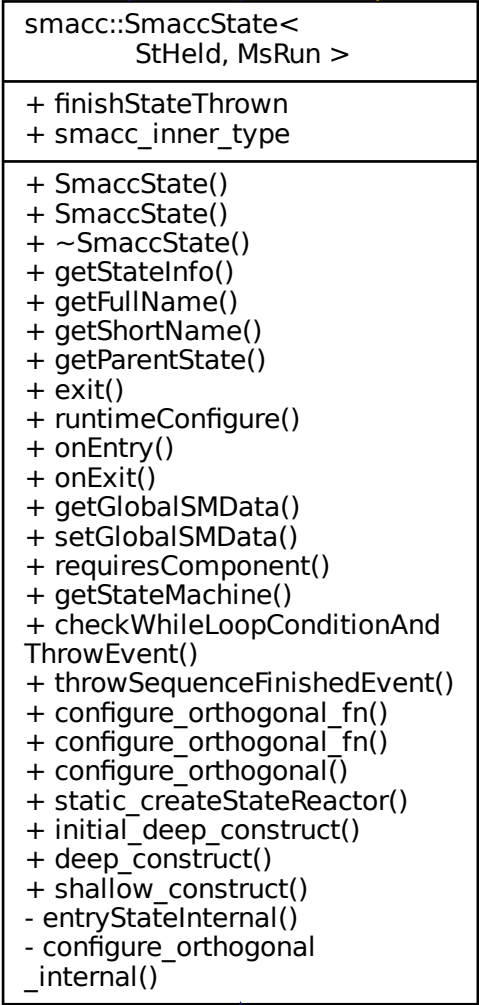 smacc::SmaccState<
StHeld, MsRun >
+ finishStateThrown
+ smacc_inner_type
+ SmaccState()
+ SmaccState()
+ ~SmaccState()
+ getStateInfo()
+ getFullName()
+ getShortName()
+ getParentState()
+ exit()
+ runtimeConfigure()
+ onEntry()
+ onExit()
+ getGlobalSMData()
+ setGlobalSMData()
+ requiresComponent()
+ getStateMachine()
+ checkWhileLoopConditionAnd
ThrowEvent()
+ throwSequenceFinishedEvent()
+ configure_orthogonal_fn()
+ configure_orthogonal_fn()
+ configure_orthogonal()
+ static_createStateReactor()
+ initial_deep_construct()
+ deep_construct()
+ shallow_construct()
- entryStateInternal()
- configure_orthogonal
_internal()